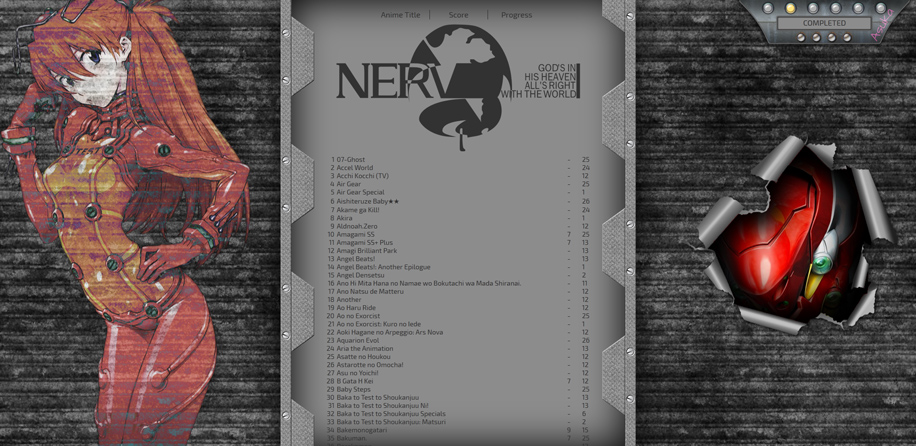 Anime Title Score Progress
COMPLETED
Asuka
NERV
GOD'S IN
HIS HEAVEN
ALL'S RIGHT
WITH THE WORLD
TEST
1 07-Ghost - 25
2 Accel World - 24
3 Acchi Kocchi (TV) - 12
4 Air Gear - 25
5 Air Gear Special - 1
6 Aishiteruze Baby★★ - 26
7 Akame ga Kill! - 24
8 Akira - 1
9 Aldnoah.Zero - 12
10 Amagami SS 7 25
11 Amagami SS+ Plus 7 13
12 Amagi Brilliant Park - 13
13 Angel Beats! - 13
14 Angel Beats!: Another Epilogue - 1
15 Angel Densetsu - 2
16 Ano Hi Mita Hana no Namae wo Bokutachi wa Mada Shiranai. - 11
17 Ano Natsu de Matteru - 12
18 Another - 12
19 Ao Haru Ride - 12
20 Ao no Exorcist - 25
21 Ao no Exorcist: Kuro no Iede - 1
22 Aoki Hagane no Arpeggio: Ars Nova - 12
23 Aquarion Evol - 26
24 Aria the Animation - 13
25 Asatte no Houkou - 12
26 Astarotte no Omocha! - 12
27 Asu no Yoichi! - 12
28 B Gata H Kei 7 12
29 Baby Steps - 25
30 Baka to Test to Shoukanjuu - 13
31 Baka to Test to Shoukanjuu Ni! - 13
32 Baka to Test to Shoukanjuu Specials - 6
33 Baka to Test to Shoukanjuu: Matsuri - 2
34 Bakemonogatari 9 15
35 Bakuman. 7 25